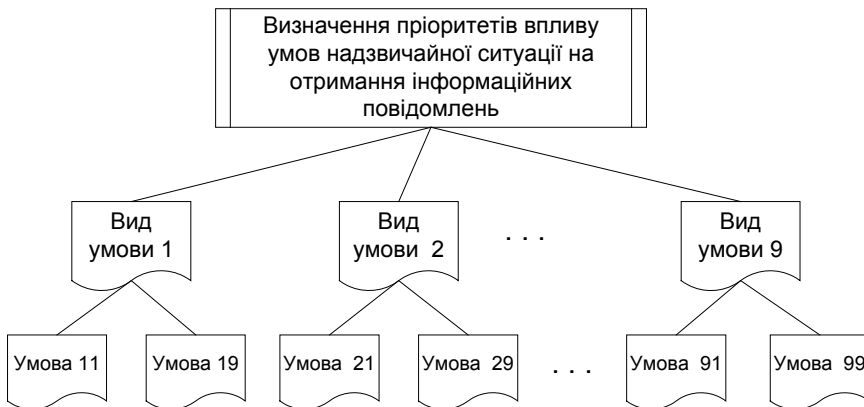 Визначення пріоритетів впливу
умов надзвичайної ситуації на
отримання інформаційних
повідомлень
Вид
умови 1
Вид
умови 2
. . .
Вид
умови 9
Умова 11
Умова 19
Умова 21
Умова 29
. . .
Умова 91
Умова 99